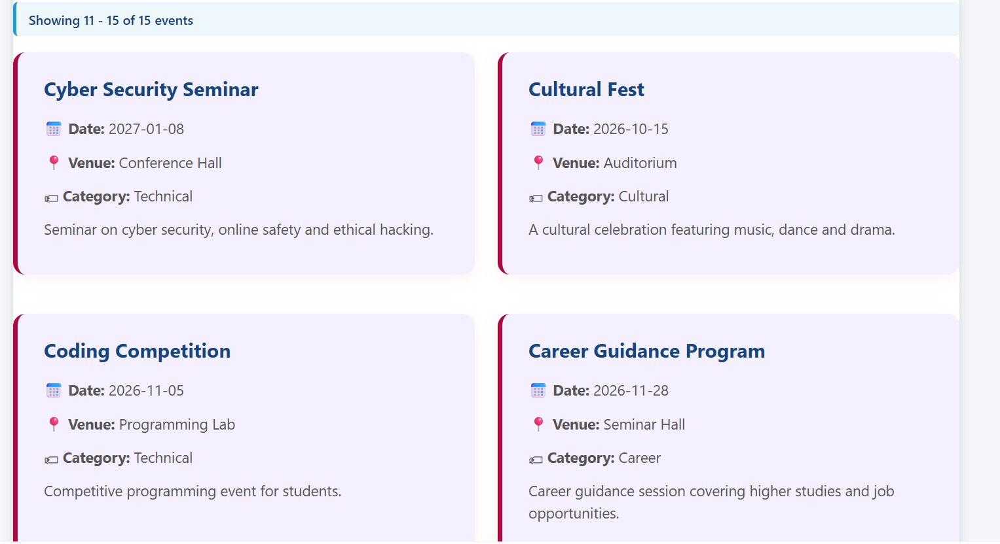 Showing 11 - 15 of 15 events
Cyber Security Seminar
Date: 2027-01-08
Venue: Conference Hall
Category: Technical
Seminar on cyber security, online safety and ethical hacking.
Cultural Fest
Date: 2026-10-15
Venue: Auditorium
Category: Cultural
A cultural celebration featuring music, dance and drama.
Coding Competition
Date: 2026-11-05
Venue: Programming Lab
Category: Technical
Competitive programming event for students.
Career Guidance Program
Date: 2026-11-28
Venue: Seminar Hall
Category: Career
Career guidance session covering higher studies and job
opportunities.